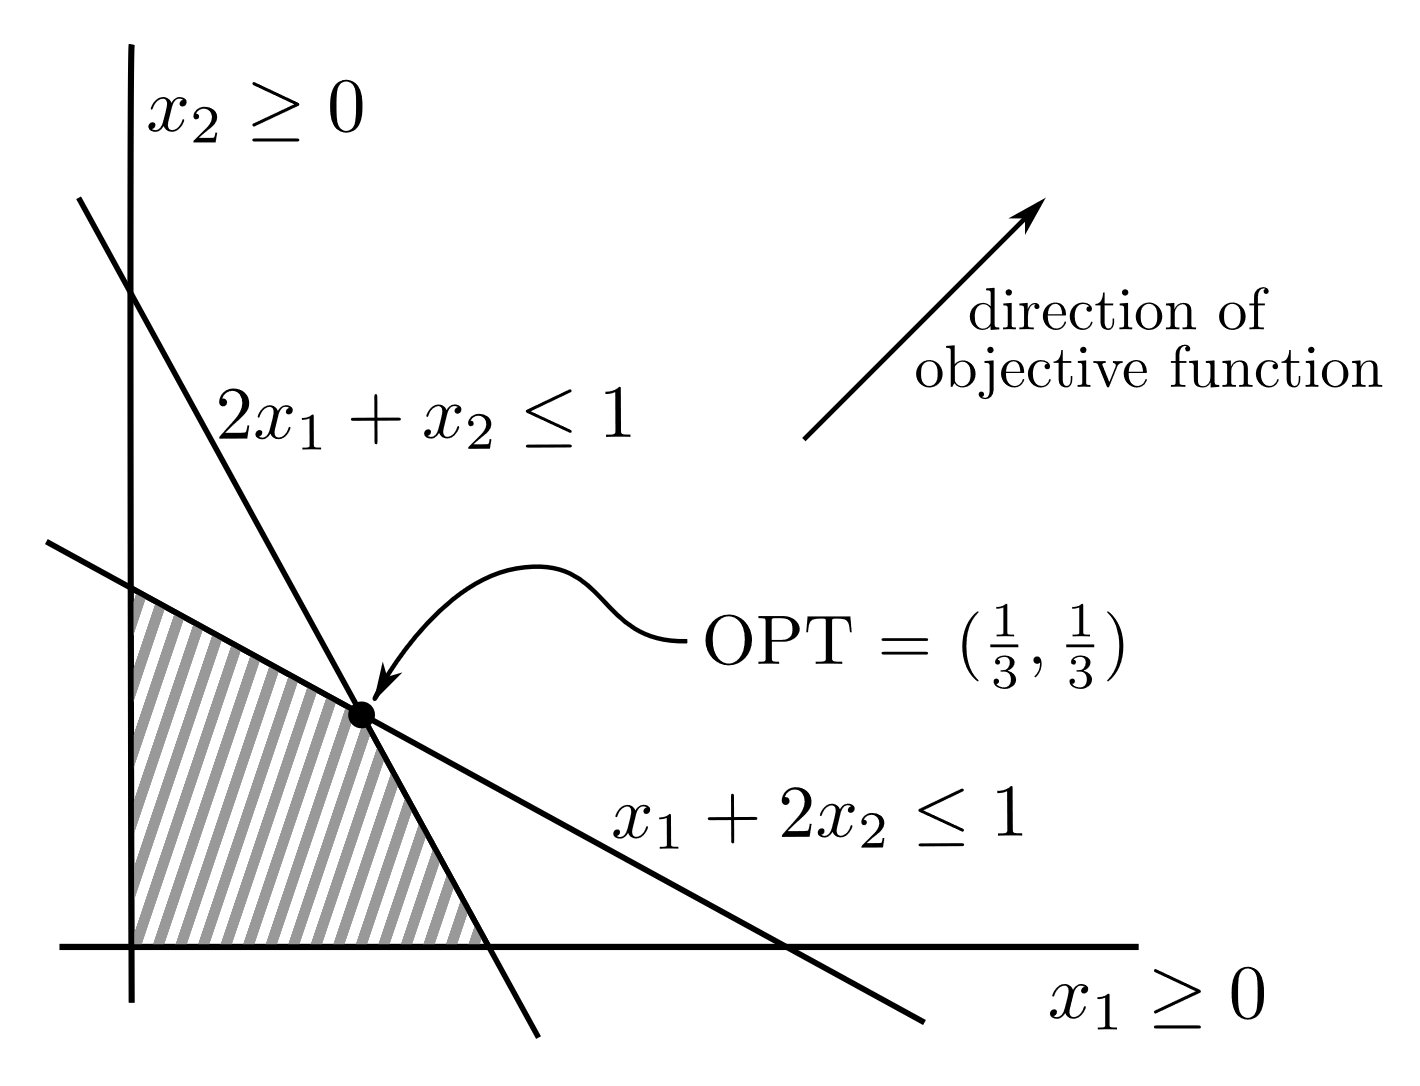 x₂ ≥ 0
direction of
objective function
2x₁ + x₂ ≤ 1
OPT = (1/3, 1/3)
x₁ + 2x₂ ≤ 1
x₁ ≥ 0